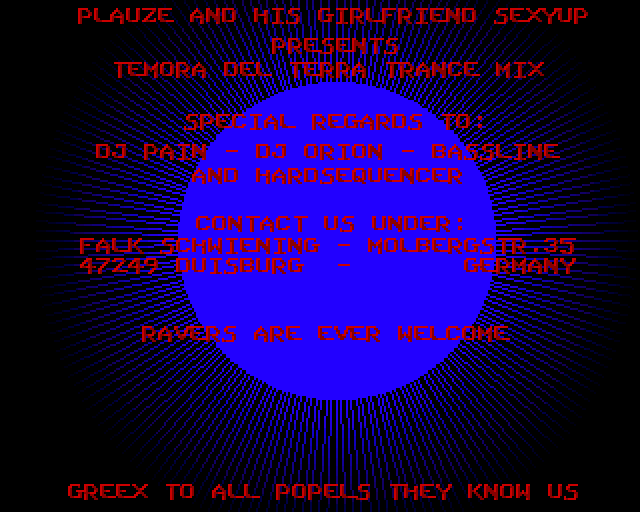 PLAUZE AND HIS GIRLFRIEND SEXYUP
PRESENTS
TEMORA DEL TERRA TRANCE MIX
SPECIAL REGARDS TO:
DJ PAIN - DJ ORION - BASSLINE
AND HARDSEQUENCER
CONTACT US UNDER:
FALK SCHWIENING - MOLBERGSTR.35
47249 DUISBURG - GERMANY
RAVERS ARE EVER WELCOME
GREEX TO ALL POPELS THEY KNOW US